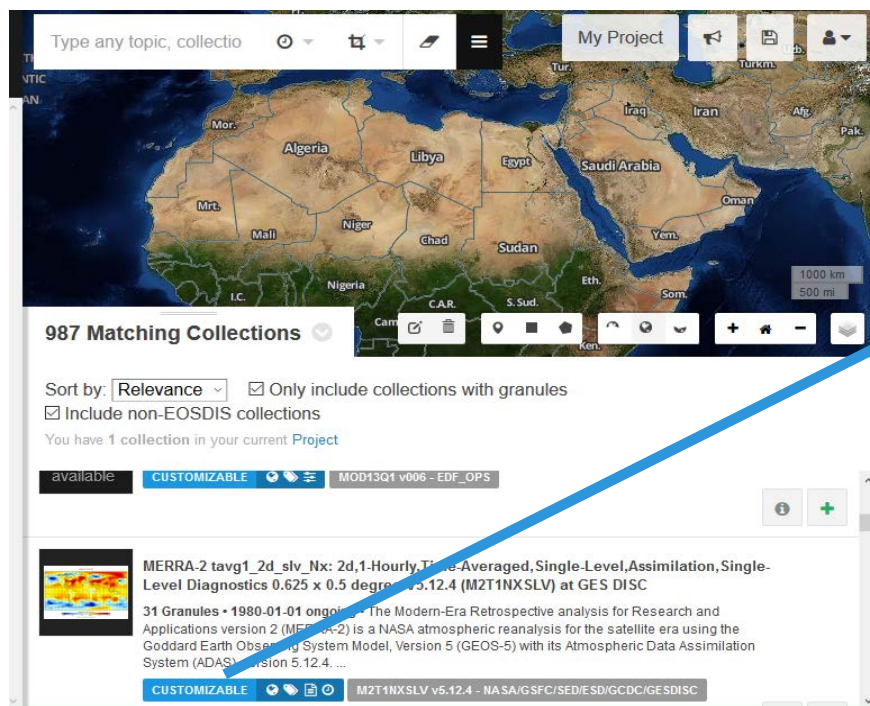 Type any topic, collectio
My Project
NTIC
AN
Tur.
Turkm.
Mor.
Algeria
Libya
Egypt
Iraq
Iran
Afg.
Pak.
Saudi Arabia
Oman
Mrt.
Mali
Niger
Chad
Sudan
Yem.
Nigeria
I.C.
C.A.R.
S. Sud.
Eth.
Som.
Cam
Ken.
1000 km
500 mi
987 Matching Collections
Sort by: Relevance Only include collections with granules
Include non-EOSDIS collections
You have 1 collection in your current Project
available
CUSTOMIZABLE MOD13Q1 v006 - EDF_OPS
MERRA-2 tavg1_2d_slv_Nx: 2d,1-Hourly,Time-Averaged,Single-Level,Assimilation,Single-
Level Diagnostics 0.625 x 0.5 degree V5.12.4 (M2T1NXSLV) at GES DISC
31 Granules • 1980-01-01 ongoing • The Modern-Era Retrospective analysis for Research and
Applications version 2 (MERRA-2) is a NASA atmospheric reanalysis for the satellite era using the
Goddard Earth Observing System Model, Version 5 (GEOS-5) with its Atmospheric Data Assimilation
System (ADAS), version 5.12.4. ...
CUSTOMIZABLE M2T1NXSLV v5.12.4 - NASA/GSFC/SED/ESD/GCDC/GESDISC